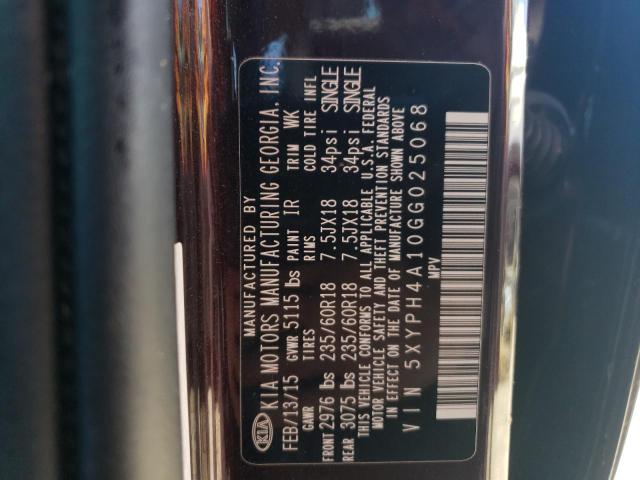 MANUFACTURED BY
KIA KIA MOTORS MANUFACTURING GEORGIA, INC.
FEB/13/15 GVWR 5115 lbs PAINT IR TRIM WK
GAWR TIRES RIMS COLD TIRE INFL
FRONT 2976 lbs 235/60R18 7.5JX18 34psi SINGLE
REAR 3075 lbs 235/60R18 7.5JX18 34psi SINGLE
THIS VEHICLE CONFORMS TO ALL APPLICABLE U.S.A. FEDERAL
MOTOR VEHICLE SAFETY AND THEFT PREVENTION STANDARDS
IN EFFECT ON THE DATE OF MANUFACTURE SHOWN ABOVE
VIN 5XYPH4A10GG025068
MPV